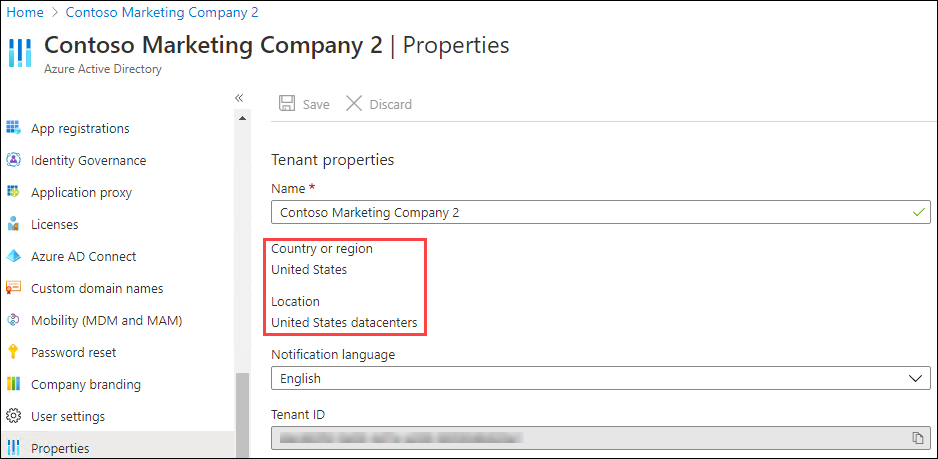 Home > Contoso Marketing Company 2
Contoso Marketing Company 2 | Properties
Azure Active Directory
App registrations
Identity Governance
Application proxy
Licenses
Azure AD Connect
Custom domain names
Mobility (MDM and MAM)
Password reset
Company branding
User settings
Properties
Save Discard
Tenant properties
Name *
Contoso Marketing Company 2
Country or region
United States
Location
United States datacenters
Notification language
English
Tenant ID